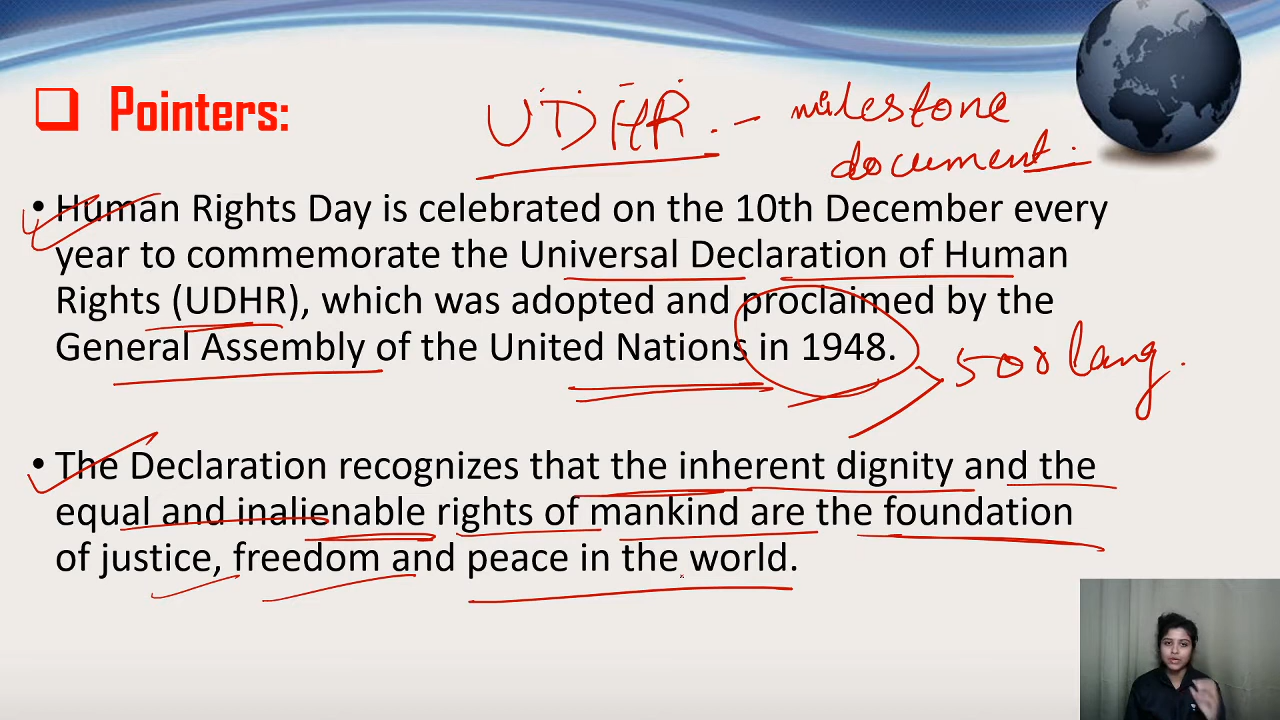 Pointers:
UDHR. - milestone
document.
• Human Rights Day is celebrated on the 10th December every
year to commemorate the Universal Declaration of Human
Rights (UDHR), which was adopted and proclaimed by the
General Assembly of the United Nations in 1948.
500 lang.
• The Declaration recognizes that the inherent dignity and the
equal and inalienable rights of mankind are the foundation
of justice, freedom and peace in the world.